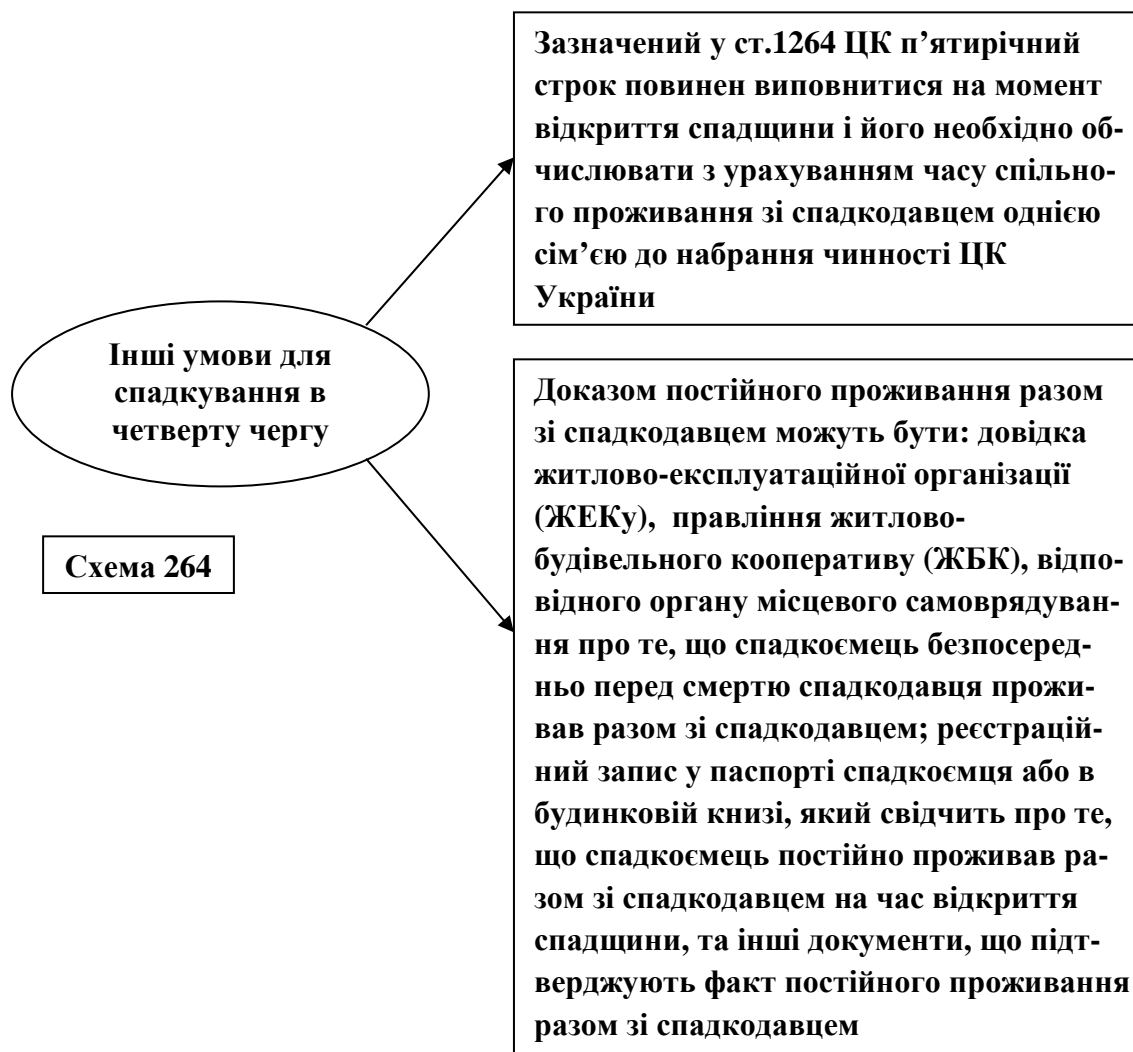 Зазначений у ст.1264 ЦК п’ятирічний
строк повинен виповнитися на момент
відкриття спадщини і його необхідно об-
числювати з урахуванням часу спільно-
го проживання зі спадкодавцем однією
сім’єю до набрання чинності ЦК
України
Інші умови для
спадкування в
четверту чергу
Схема 264
Доказом постійного проживання разом
зі спадкодавцем можуть бути: довідка
житлово-експлуатаційної організації
(ЖЕКу), правління житлово-
будівельного кооперативу (ЖБК), відпо-
відного органу місцевого самоврядуван-
ня про те, що спадкоємець безпосеред-
ньо перед смертю спадкодавця прожи-
вав разом зі спадкодавцем; реєстрацій-
ний запис у паспорті спадкоємця або в
будинковій книзі, який свідчить про те,
що спадкоємець постійно проживав ра-
зом зі спадкодавцем на час відкриття
спадщини, та інші документи, що підт-
верджують факт постійного проживання
разом зі спадкодавцем